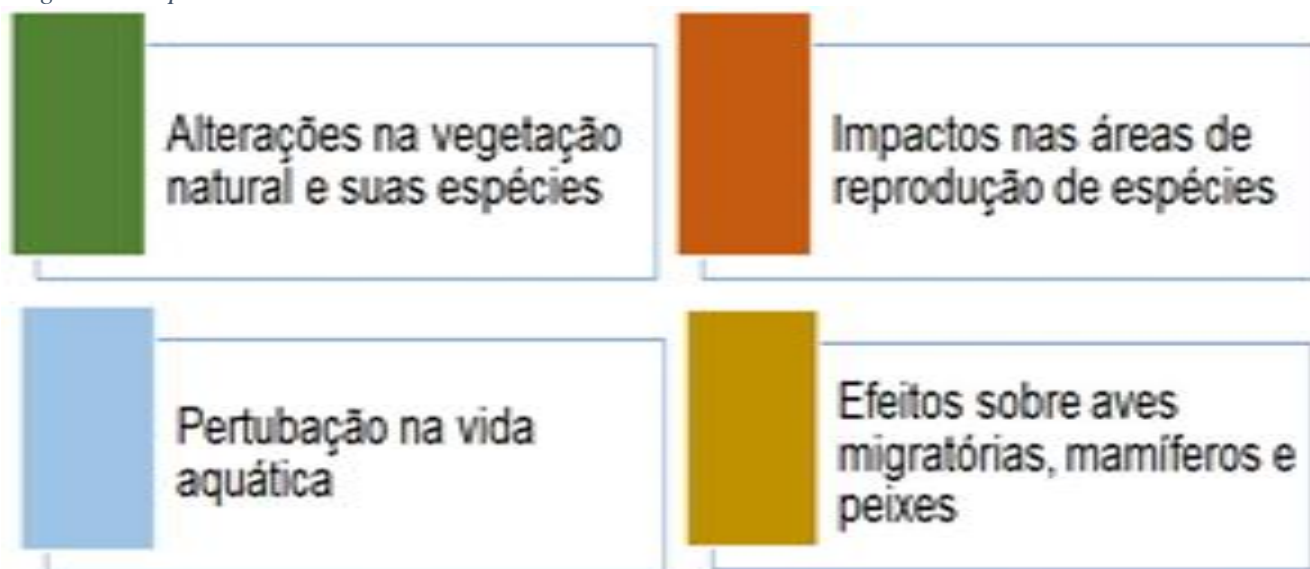 Alterações na vegetação
natural e suas espécies
Impactos nas áreas de
reprodução de espécies
Pertubação na vida
aquática
Efeitos sobre aves
migratórias, mamíferos e
peixes